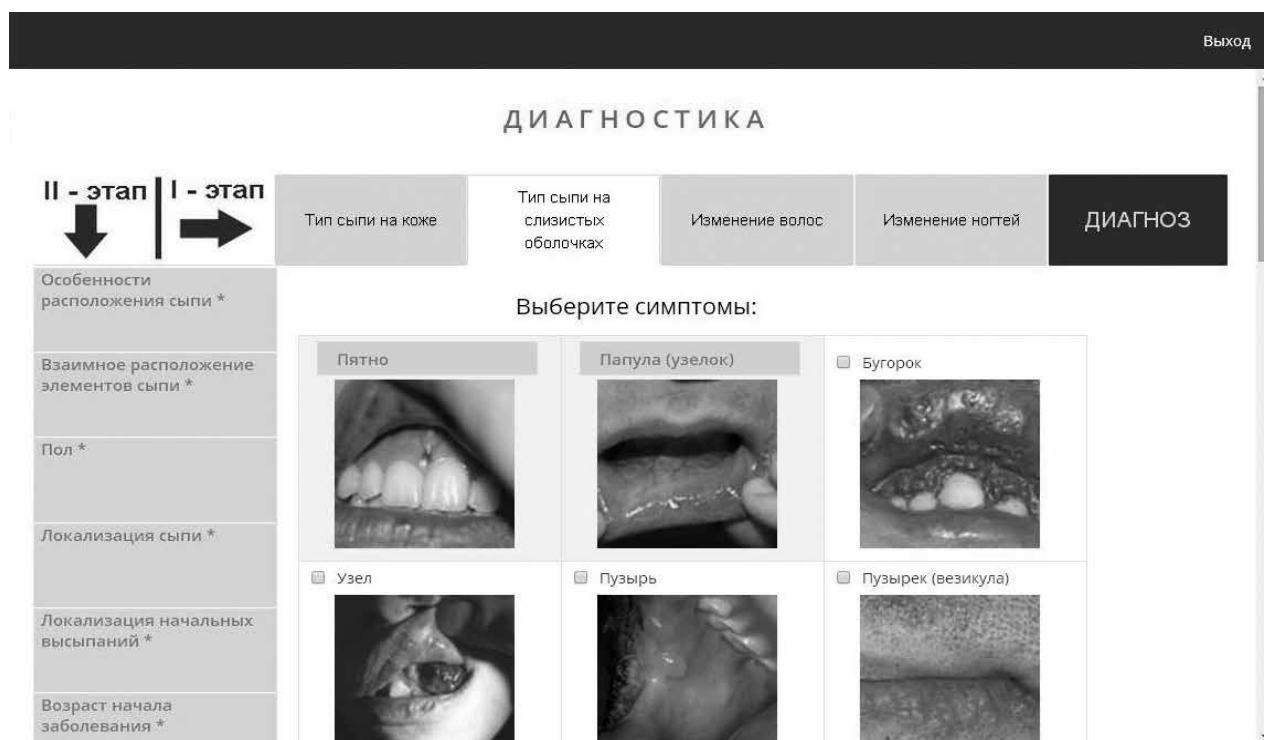 Выход
ДИАГНОСТИКА
II - этап I - этап
Тип сыпи на коже
Тип сыпи на
слизистых
оболочках
Изменение волос
Изменение ногтей
ДИАГНОЗ
Особенности
расположения сыпи *
Взаимное расположение
элементов сыпи *
Пол *
Локализация сыпи *
Локализация начальных
высыпаний *
Возраст начала
заболевания *
Выберите симптомы:
Пятно
Папула (узелок)
Бугорок
Узел
Пузырь
Пузырек (везикула)